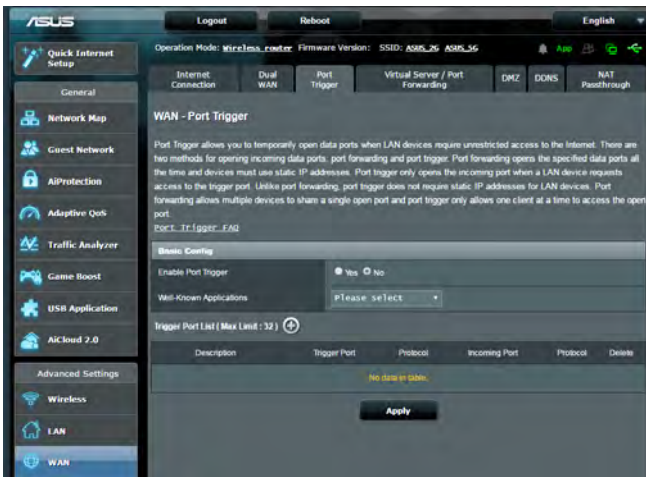 ASUS
Logout
Reboot
English
Quick Internet
Setup
Operation Mode: Wireless router Firmware Version: SSID: ASUS_2G ASUS_5G
App
Internet
Connection
Dual
WAN
Port
Trigger
Virtual Server / Port
Forwarding
DMZ
DDNS
NAT
Passthrough
General
Network Map
Guest Network
AiProtection
Adaptive QoS
Traffic Analyzer
Game Boost
USB Application
AiCloud 2.0
Advanced Settings
Wireless
LAN
WAN
WAN - Port Trigger
Port Trigger allows you to temporarily open data ports when LAN devices require unrestricted access to the Internet. There are
two methods for opening incoming data ports: port forwarding and port trigger. Port forwarding opens the specified data ports all
the time and devices must use static IP addresses. Port trigger only opens the incoming port when a LAN device requests
access to the trigger port. Unlike port forwarding, port trigger does not require static IP addresses for LAN devices. Port
forwarding allows multiple devices to share a single open port and port trigger only allows one client at a time to access the open
port.
Port Trigger FAQ
Basic Config
Enable Port Trigger
Yes No
Well-Known Applications
Please select
Trigger Port List ( Max Limit : 32 )
Description Trigger Port Protocol Incoming Port Protocol Delete
No data in table.
Apply